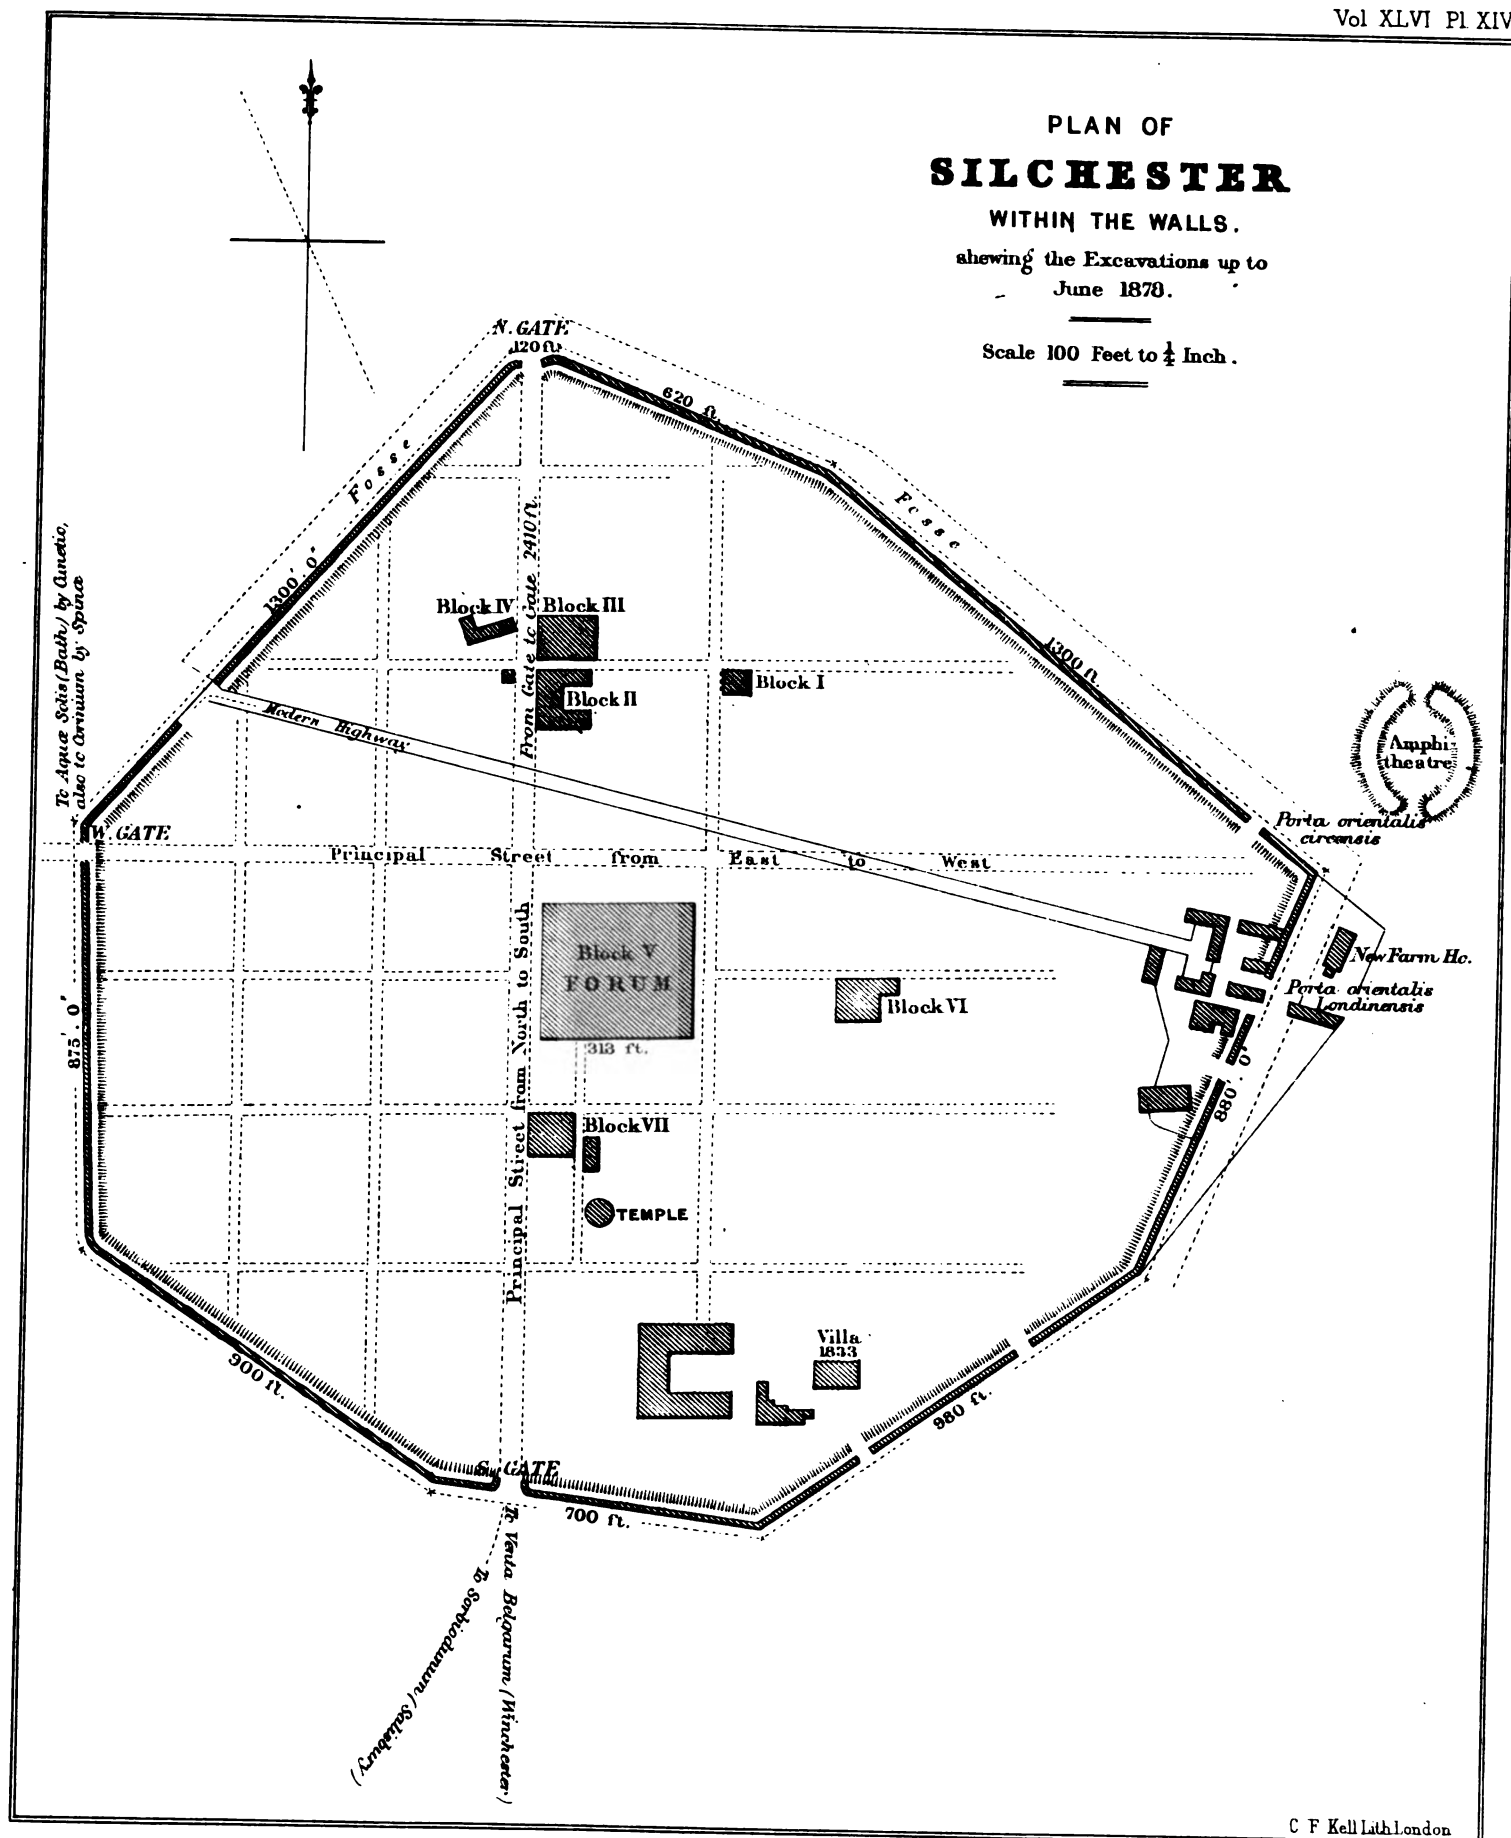 Vol XLVI Pl. XIV
PLAN OF
SILCHESTER
WITHIN THE WALLS.
shewing the Excavations up to
June 1878.
Scale 100 Feet to 1/4 Inch.
N. GATE
120 ft.
620 ft.
Fosse
Fosse
1300'. 0"
1300 ft.
From Gate to Gate 2410 ft.
To Aquæ Solis (Bath) by Cunetio,
also to Corinium by Spinæ
Block IV
Block III
Block II
Block I
Modern Highway
Amphi-
theatre
Porta orientalis
circensis
W. GATE
Principal Street from East to West
Block V
FORUM
313 ft.
Principal Street from North to South
Block VI
New Farm Ho.
Porta orientalis
Londinensis
875'. 0"
880'. 0"
Block VII
TEMPLE
Villa
1833
900 ft.
980 ft.
S. GATE
700 ft.
To Venta Belgarum (Winchester)
To Sorbiodunum (Salisbury)
C F Kell Lith London